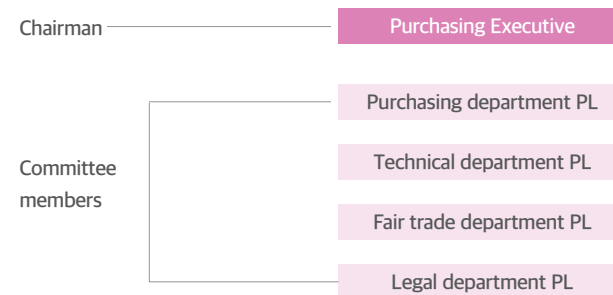 Chairman
Purchasing Executive
Purchasing department PL
Technical department PL
Committee
members
Fair trade department PL
Legal department PL